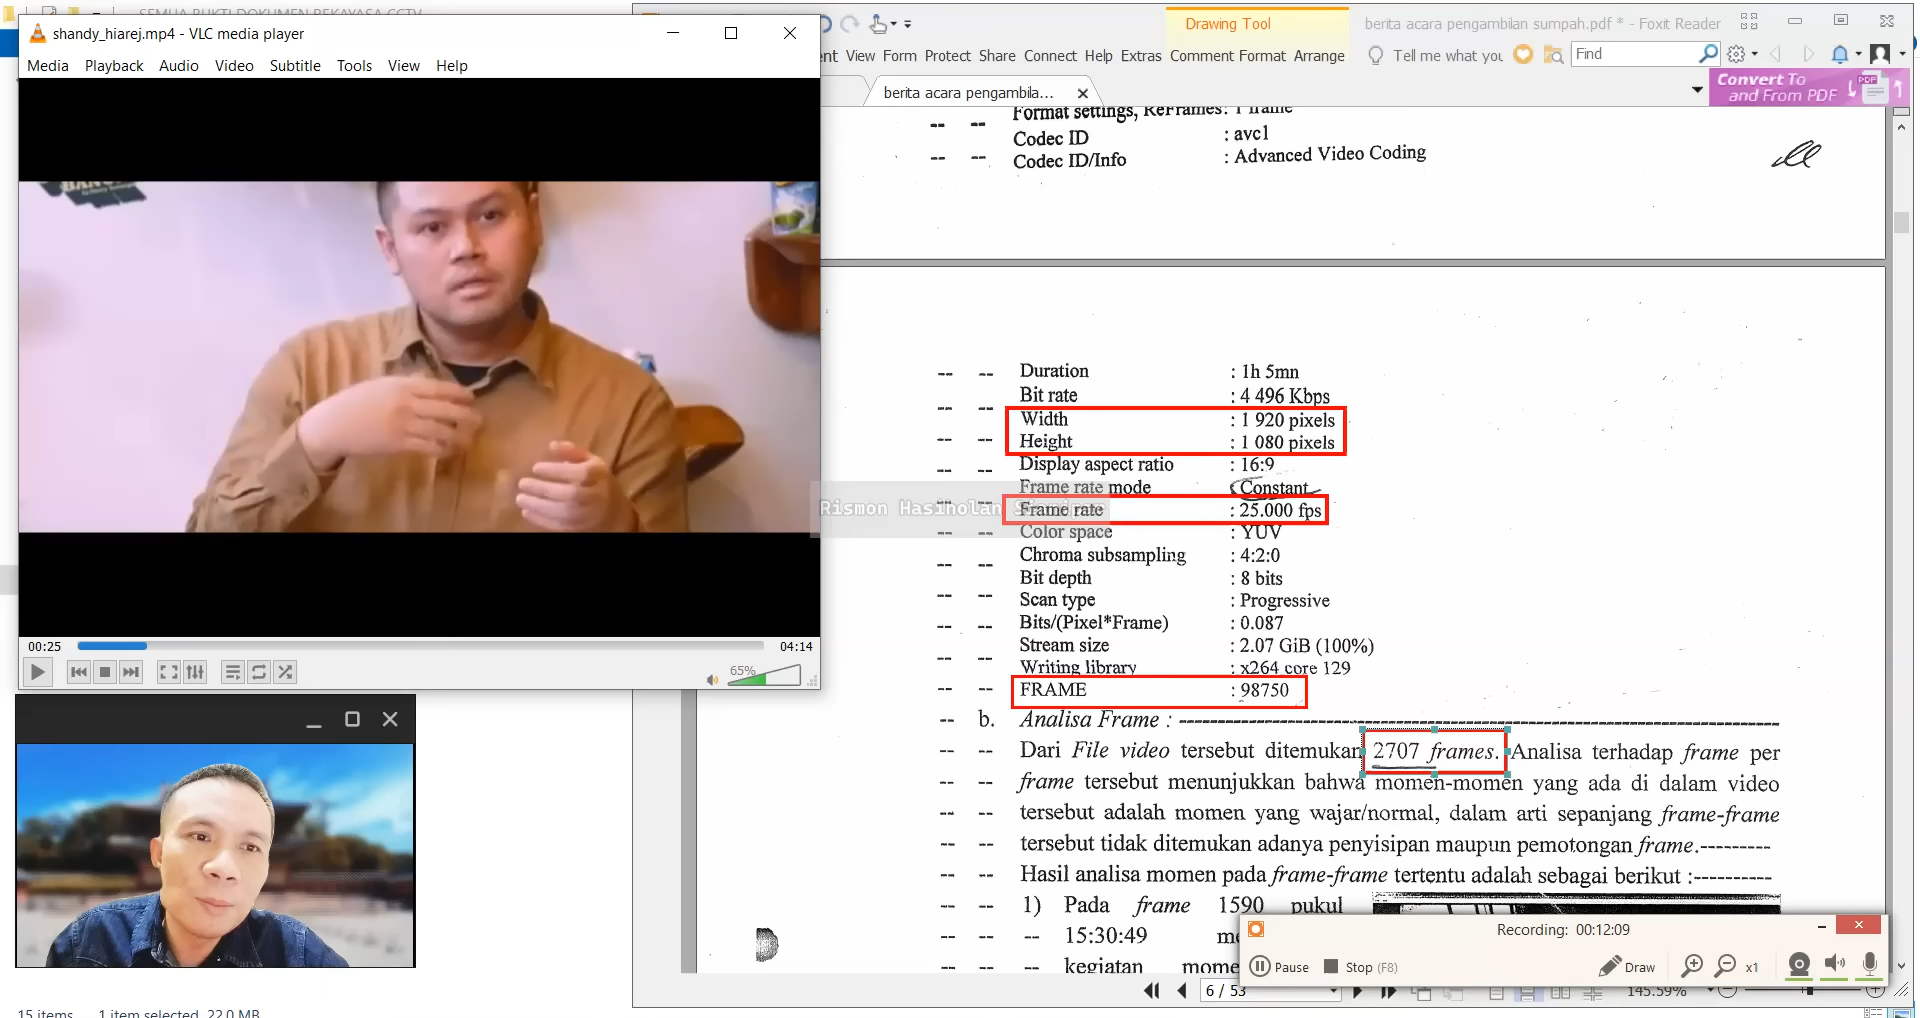 SEMUA BUKTI DOKUMEN REKAYASA CCTV
shandy_hiarej.mp4 - VLC media player
Media Playback Audio Video Subtitle Tools View Help
00:25
04:14
65%
15 items 1 item selected 22.0 MB
Drawing Tool
berita acara pengambilan sumpah.pdf * - Foxit Reader
View Form Protect Share Connect Help Extras Comment Format Arrange
Tell me what you
Find
berita acara pengambila...
Convert To
and From PDF
PDF
-- -- Format settings, ReFrames: 1 frame
Codec ID : avc1
-- -- Codec ID/Info : Advanced Video Coding
-- -- Duration : 1h 5mn
Bit rate : 4 496 Kbps
-- -- Width : 1 920 pixels
-- -- Height : 1 080 pixels
-- -- Display aspect ratio : 16:9
Frame rate mode : Constant
-- -- Frame rate : 25.000 fps
-- -- Color space : YUV
Chroma subsampling : 4:2:0
-- -- Bit depth : 8 bits
-- -- Scan type : Progressive
-- -- Bits/(Pixel*Frame) : 0.087
Stream size : 2.07 GiB (100%)
-- -- Writing library : x264 core 129
-- -- FRAME : 98750
-- b. Analisa Frame : ------------------------------------------------------------
-- -- Dari File video tersebut ditemukan 2707 frames. Analisa terhadap frame per
-- -- frame tersebut menunjukkan bahwa momen-momen yang ada di dalam video
-- -- tersebut adalah momen yang wajar/normal, dalam arti sepanjang frame-frame
-- -- tersebut tidak ditemukan adanya penyisipan maupun pemotongan frame.---------
-- -- Hasil analisa momen pada frame-frame tertentu adalah sebagai berikut :-----------
-- -- 1) Pada frame 1590 pukul
-- -- -- 15:30:49
-- -- kegiatan
Rismon Hasiholan
Recording: 00:12:09
Pause Stop (F8) Draw x1
6 / 53
145.59%